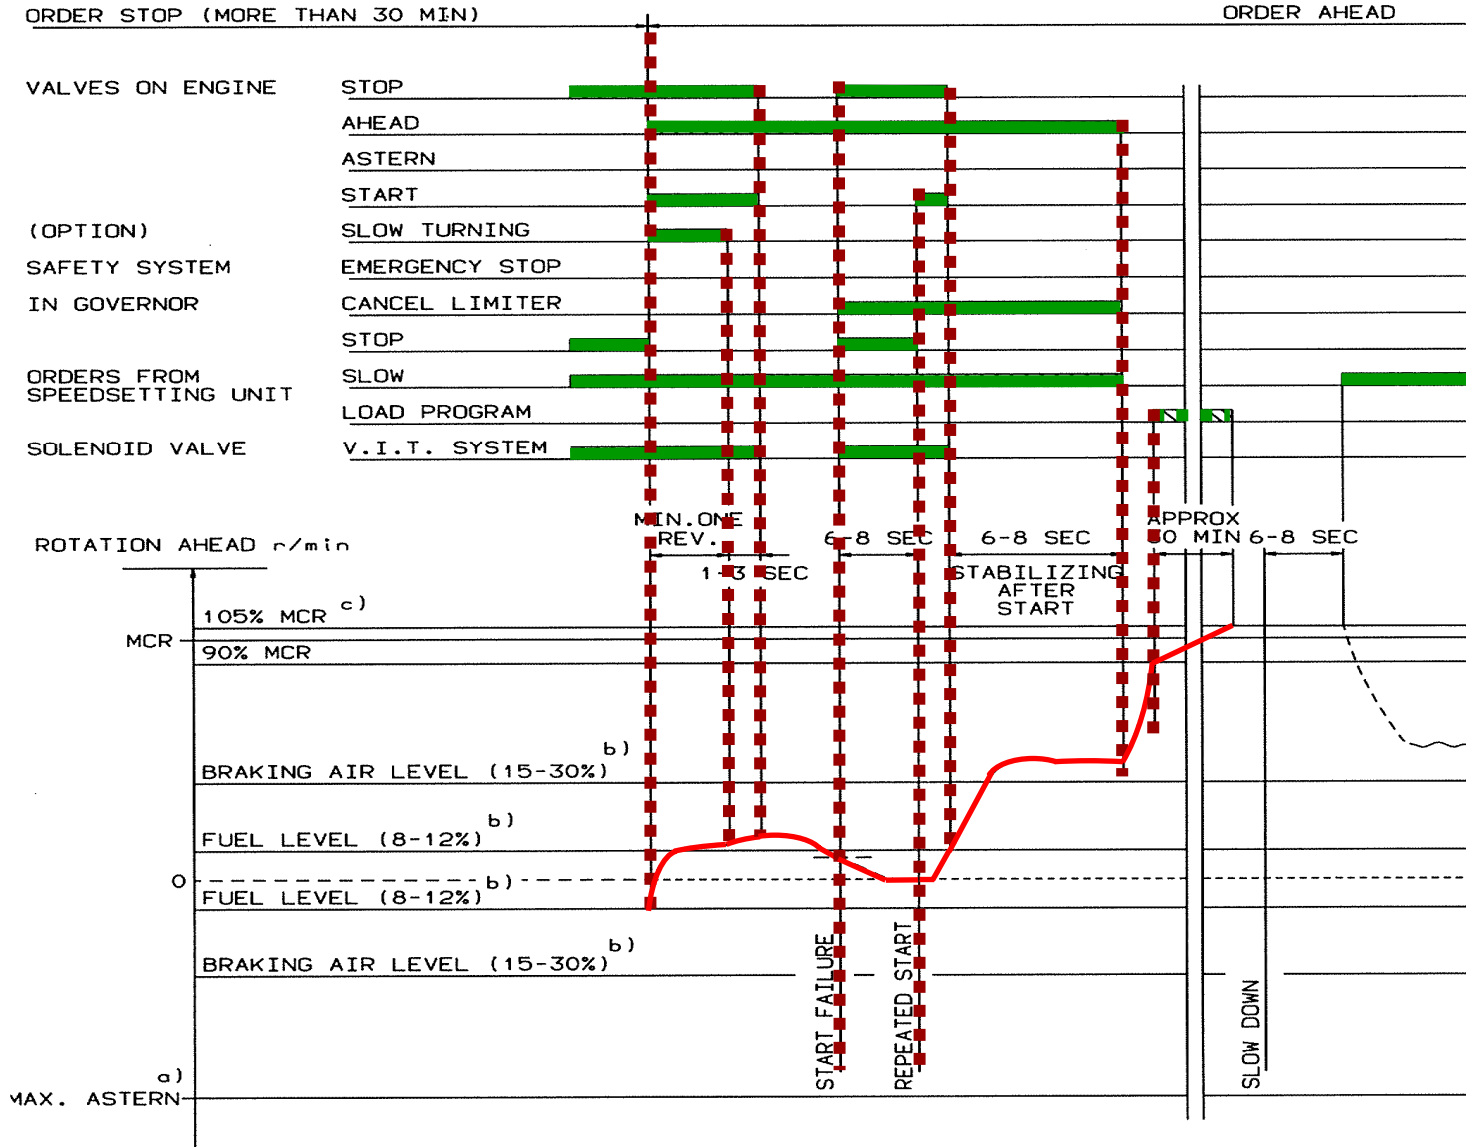 ORDER STOP (MORE THAN 30 MIN)
ORDER AHEAD
VALVES ON ENGINE
STOP
AHEAD
ASTERN
START
(OPTION)
SLOW TURNING
SAFETY SYSTEM
EMERGENCY STOP
IN GOVERNOR
CANCEL LIMITER
STOP
ORDERS FROM
SPEEDSETTING UNIT
SLOW
LOAD PROGRAM
SOLENOID VALVE
V.I.T. SYSTEM
ROTATION AHEAD r/min
MIN.ONE
REV.
1-3 SEC
6-8 SEC
6-8 SEC
STABILIZING
AFTER
START
APPROX
MIN
6-8 SEC
105% MCR c)
MCR
90% MCR
BRAKING AIR LEVEL (15-30%) b)
FUEL LEVEL (8-12%) b)
0
FUEL LEVEL (8-12%) b)
BRAKING AIR LEVEL (15-30%) b)
START FAILURE
REPEATED START
SLOW DOWN
MAX. ASTERN a)